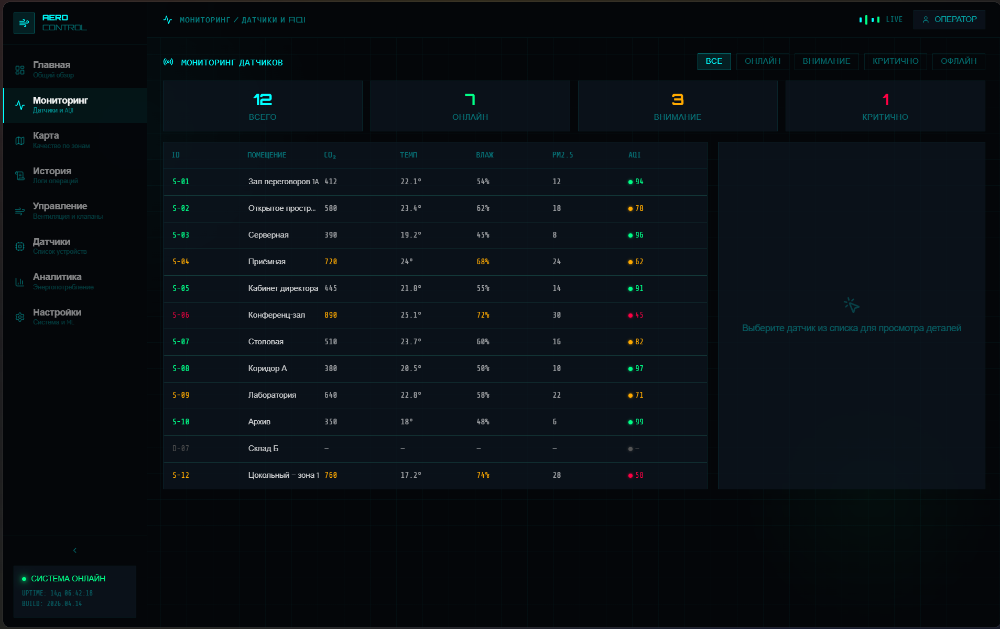 AERO
CONTROL
МОНИТОРИНГ / ДАТЧИКИ И AQI
LIVE
ОПЕРАТОР
Главная
Общий обзор
Мониторинг
Датчики и AQI
Карта
Качество по зонам
История
Логи операций
Управление
Вентиляция и клапаны
Датчики
Список устройств
Аналитика
Энергопотребление
Настройки
Система и ML
СИСТЕМА ОНЛАЙН
UPTIME: 14д 06:42:18
BUILD: 2026.04.14
МОНИТОРИНГ ДАТЧИКОВ
ВСЕ ОНЛАЙН ВНИМАНИЕ КРИТИЧНО ОФЛАЙН
12 7 3 1
ВСЕГО ОНЛАЙН ВНИМАНИЕ КРИТИЧНО
ID ПОМЕЩЕНИЕ CO₂ ТЕМП ВЛАЖ PM2.5 AQI
S-01 Зал переговоров 1А 412 22.1° 54% 12 94
S-02 Открытое простр... 580 23.4° 62% 18 78
S-03 Серверная 390 19.2° 45% 8 96
S-04 Приёмная 720 24° 68% 24 62
S-05 Кабинет директора 445 21.8° 55% 14 91
S-06 Конференц-зал 890 25.1° 72% 30 45
S-07 Столовая 510 23.7° 60% 16 82
S-08 Коридор А 380 20.5° 50% 10 97
S-09 Лаборатория 640 22.8° 58% 22 71
S-10 Архив 350 18° 48% 6 99
D-07 Склад Б — — — — —
S-12 Цокольный – зона 1 760 17.2° 74% 28 58
Выберите датчик из списка для просмотра деталей